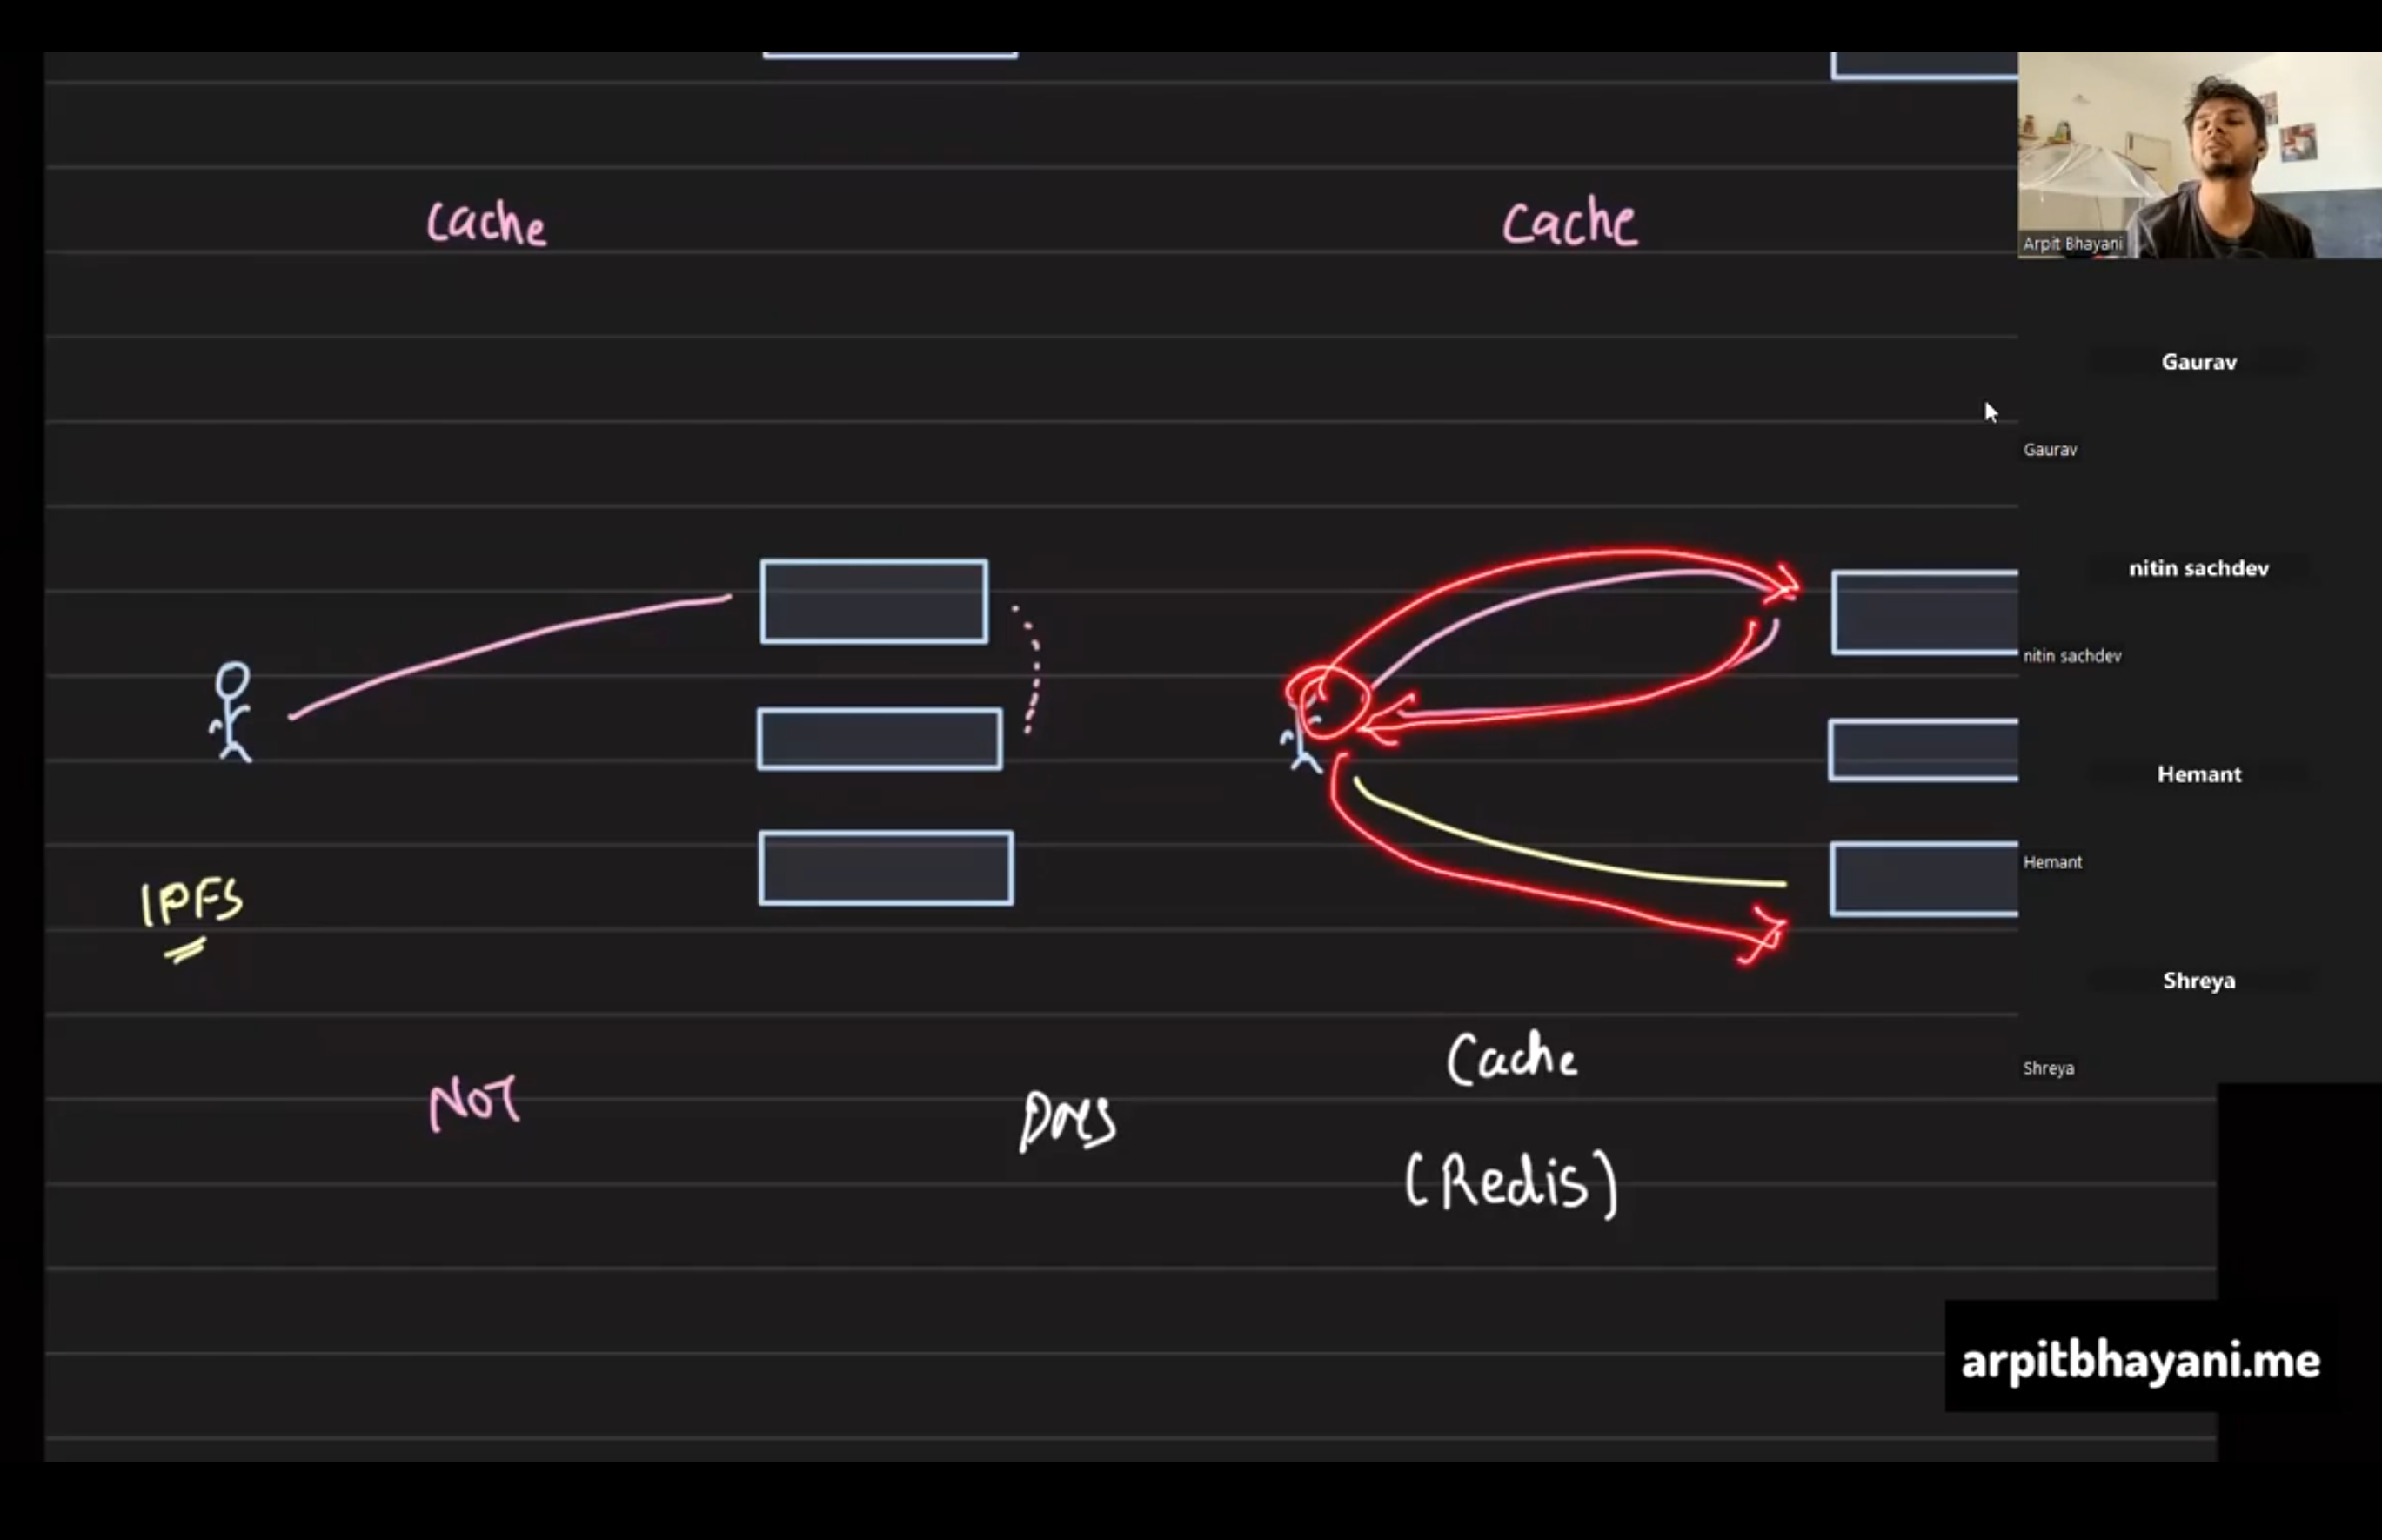 cache
cache
Arpit Bhayani
Gaurav
Gaurav
nitin sachdev
nitin sachdev
Hemant
Hemant
IPFS
Shreya
Shreya
Cache
NOT
DNS
(Redis)
arpitbhayani.me